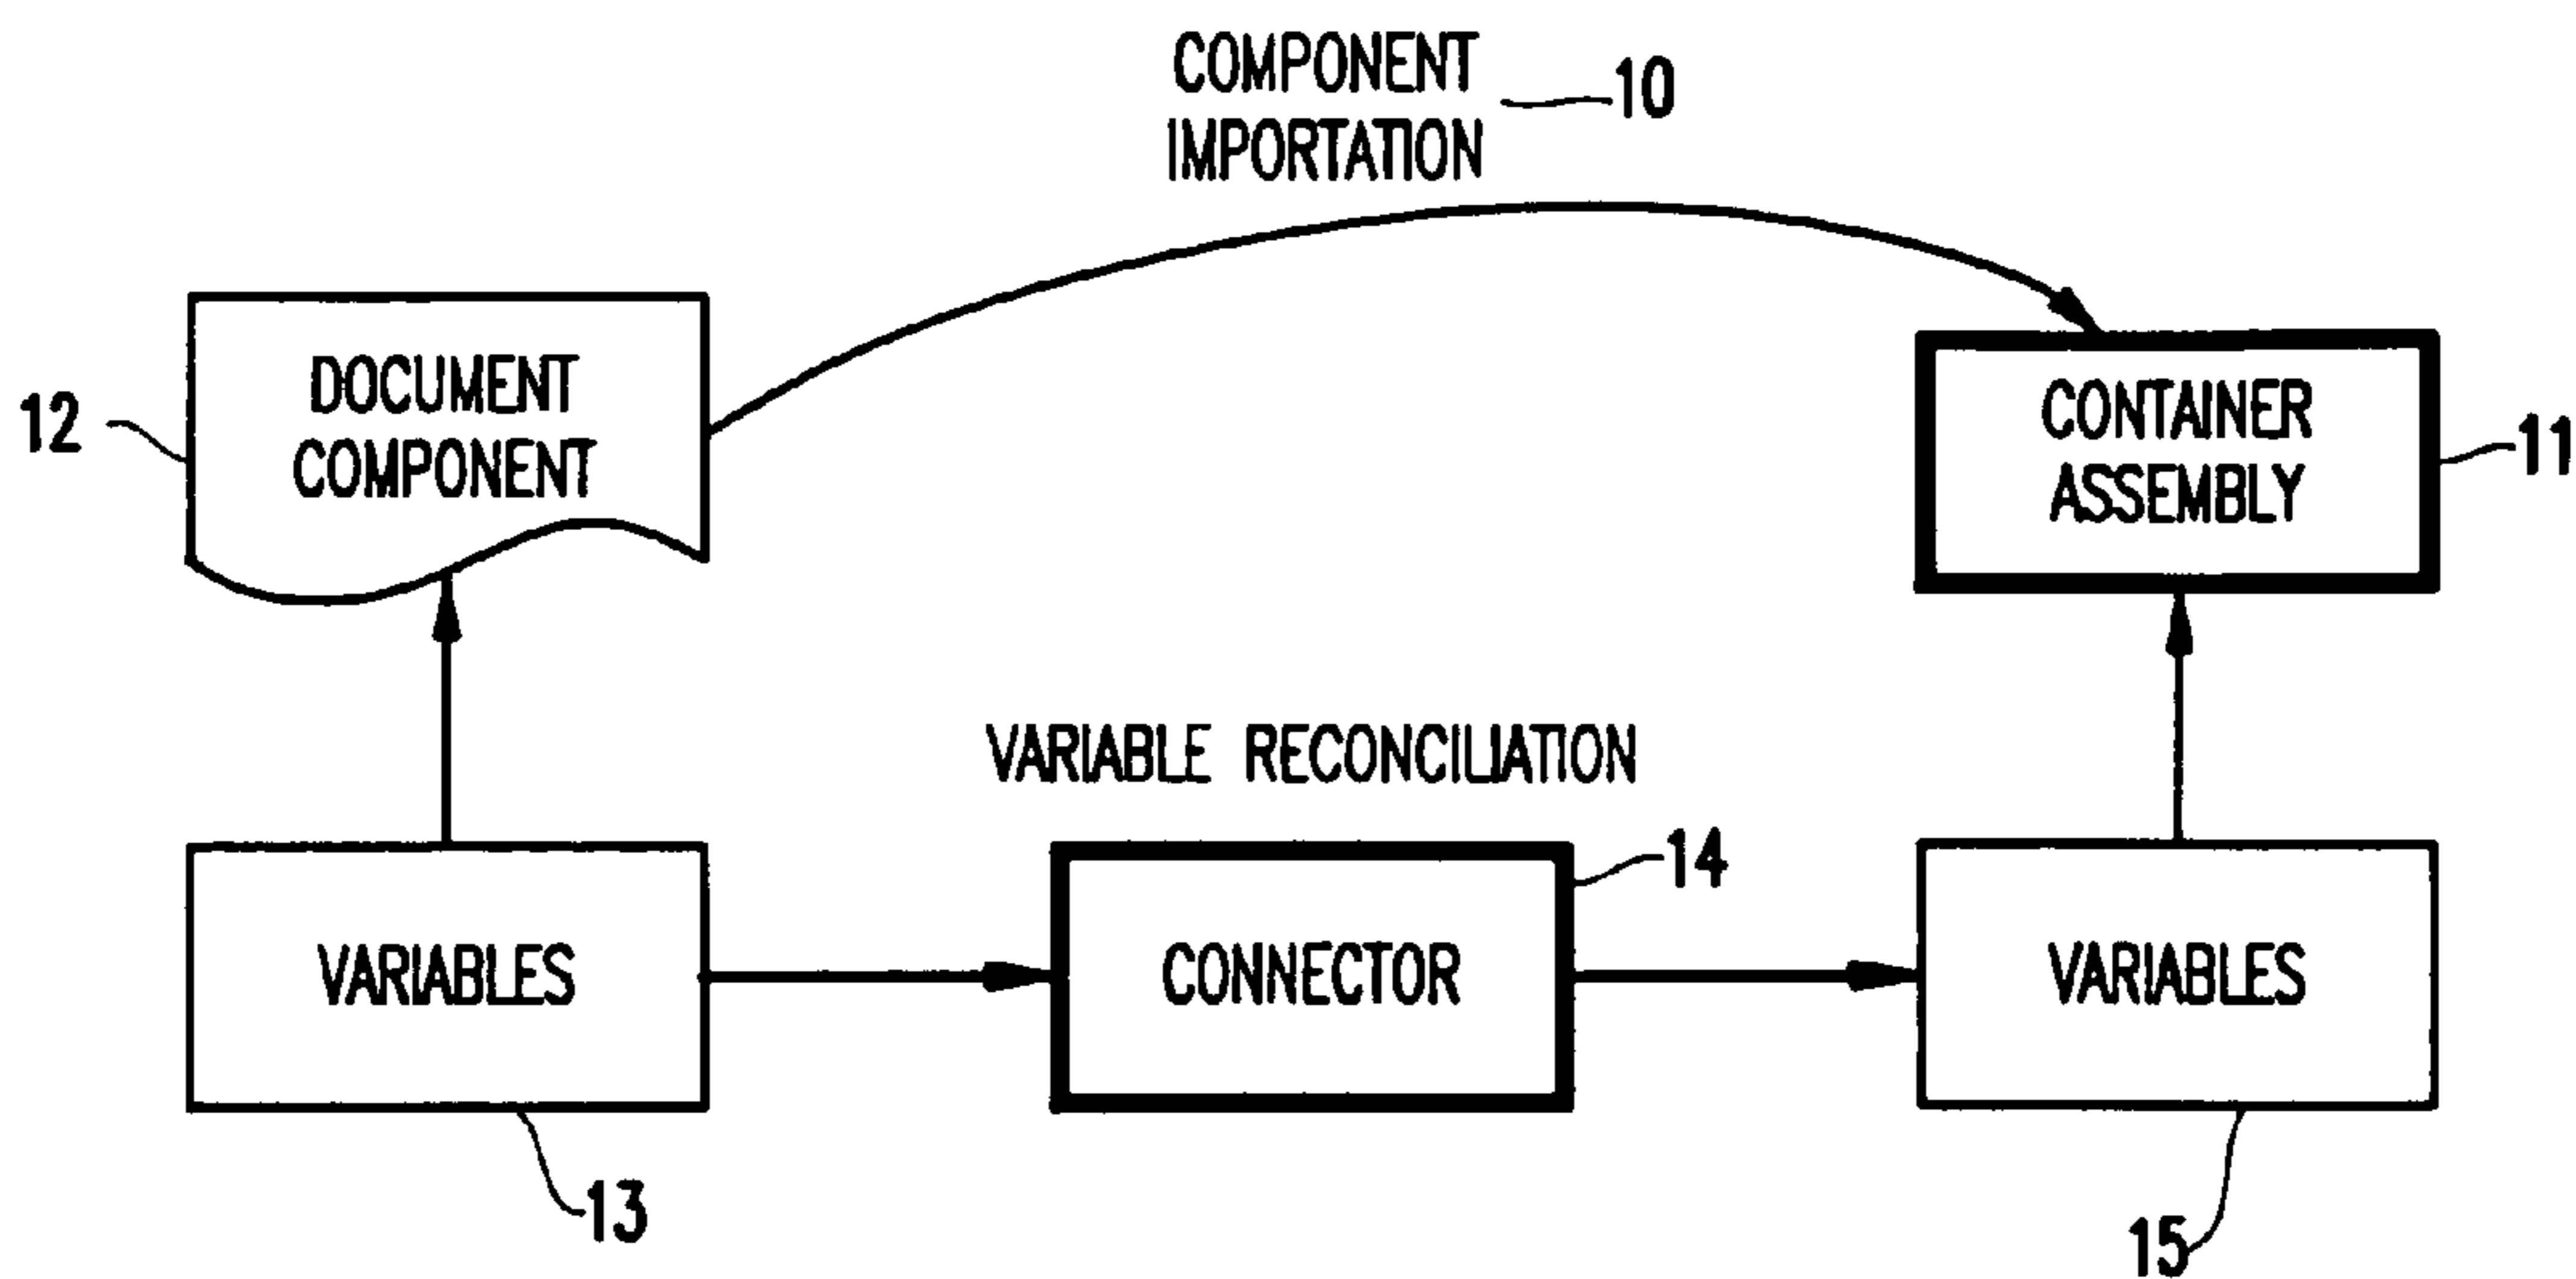 COMPONENT
IMPORTATION
10
DOCUMENT
COMPONENT
12
CONTAINER
ASSEMBLY
11
VARIABLE RECONCILIATION
14
VARIABLES
CONNECTOR
VARIABLES
13
15